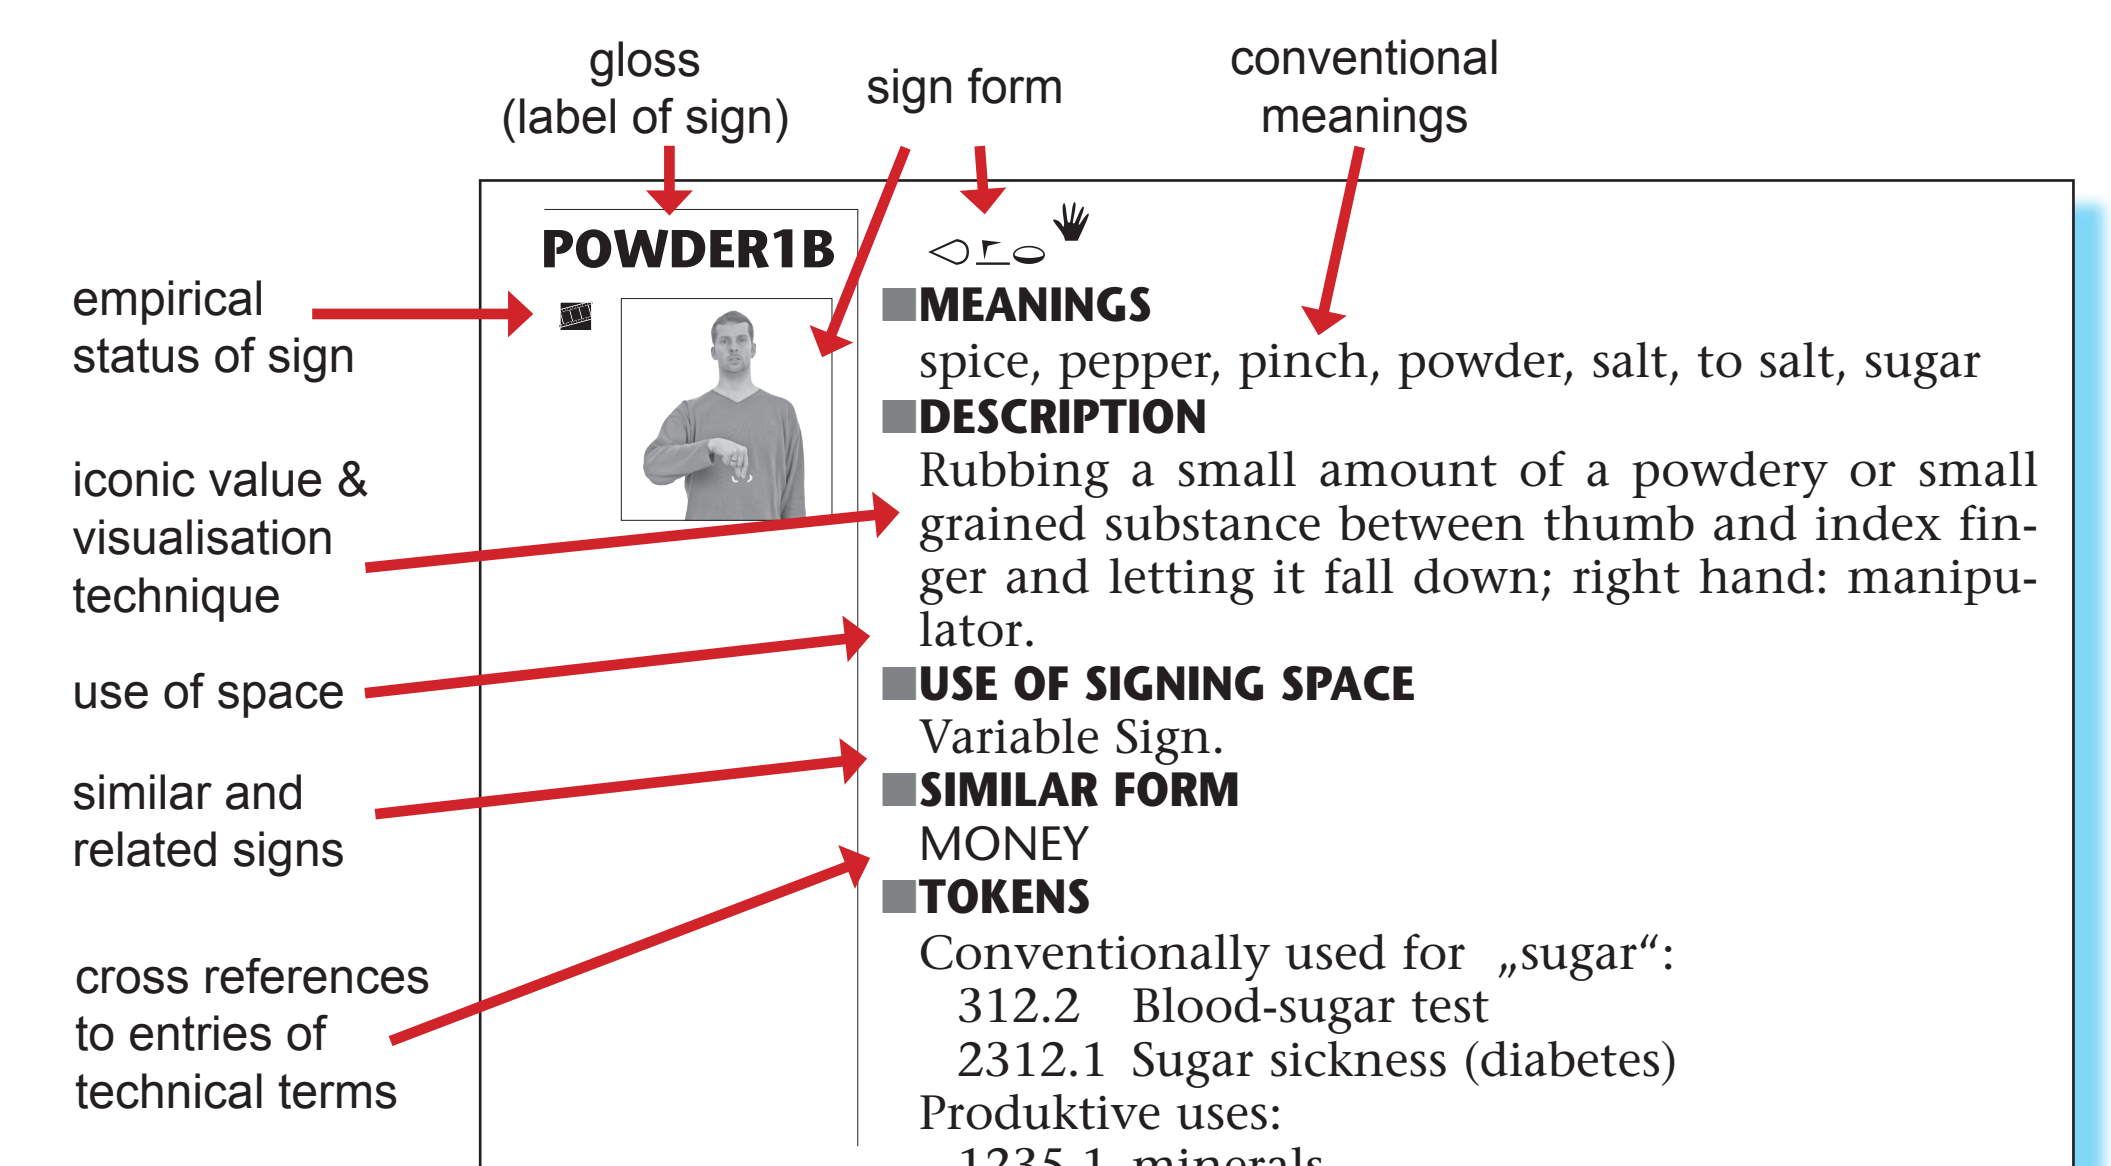 gloss
(label of sign)
sign form
conventional
meanings
POWDER1B
empirical
status of sign
iconic value &
visualisation
technique
use of space
similar and
related signs
cross references
to entries of
technical terms
MEANINGS
spice, pepper, pinch, powder, salt, to salt, sugar
DESCRIPTION
Rubbing a small amount of a powdery or small
grained substance between thumb and index fin-
ger and letting it fall down; right hand: manipu-
lator.
USE OF SIGNING SPACE
Variable Sign.
SIMILAR FORM
MONEY
TOKENS
Conventionally used for „sugar“:
312.2 Blood-sugar test
2312.1 Sugar sickness (diabetes)
Produktive uses:
1235.1 minerals